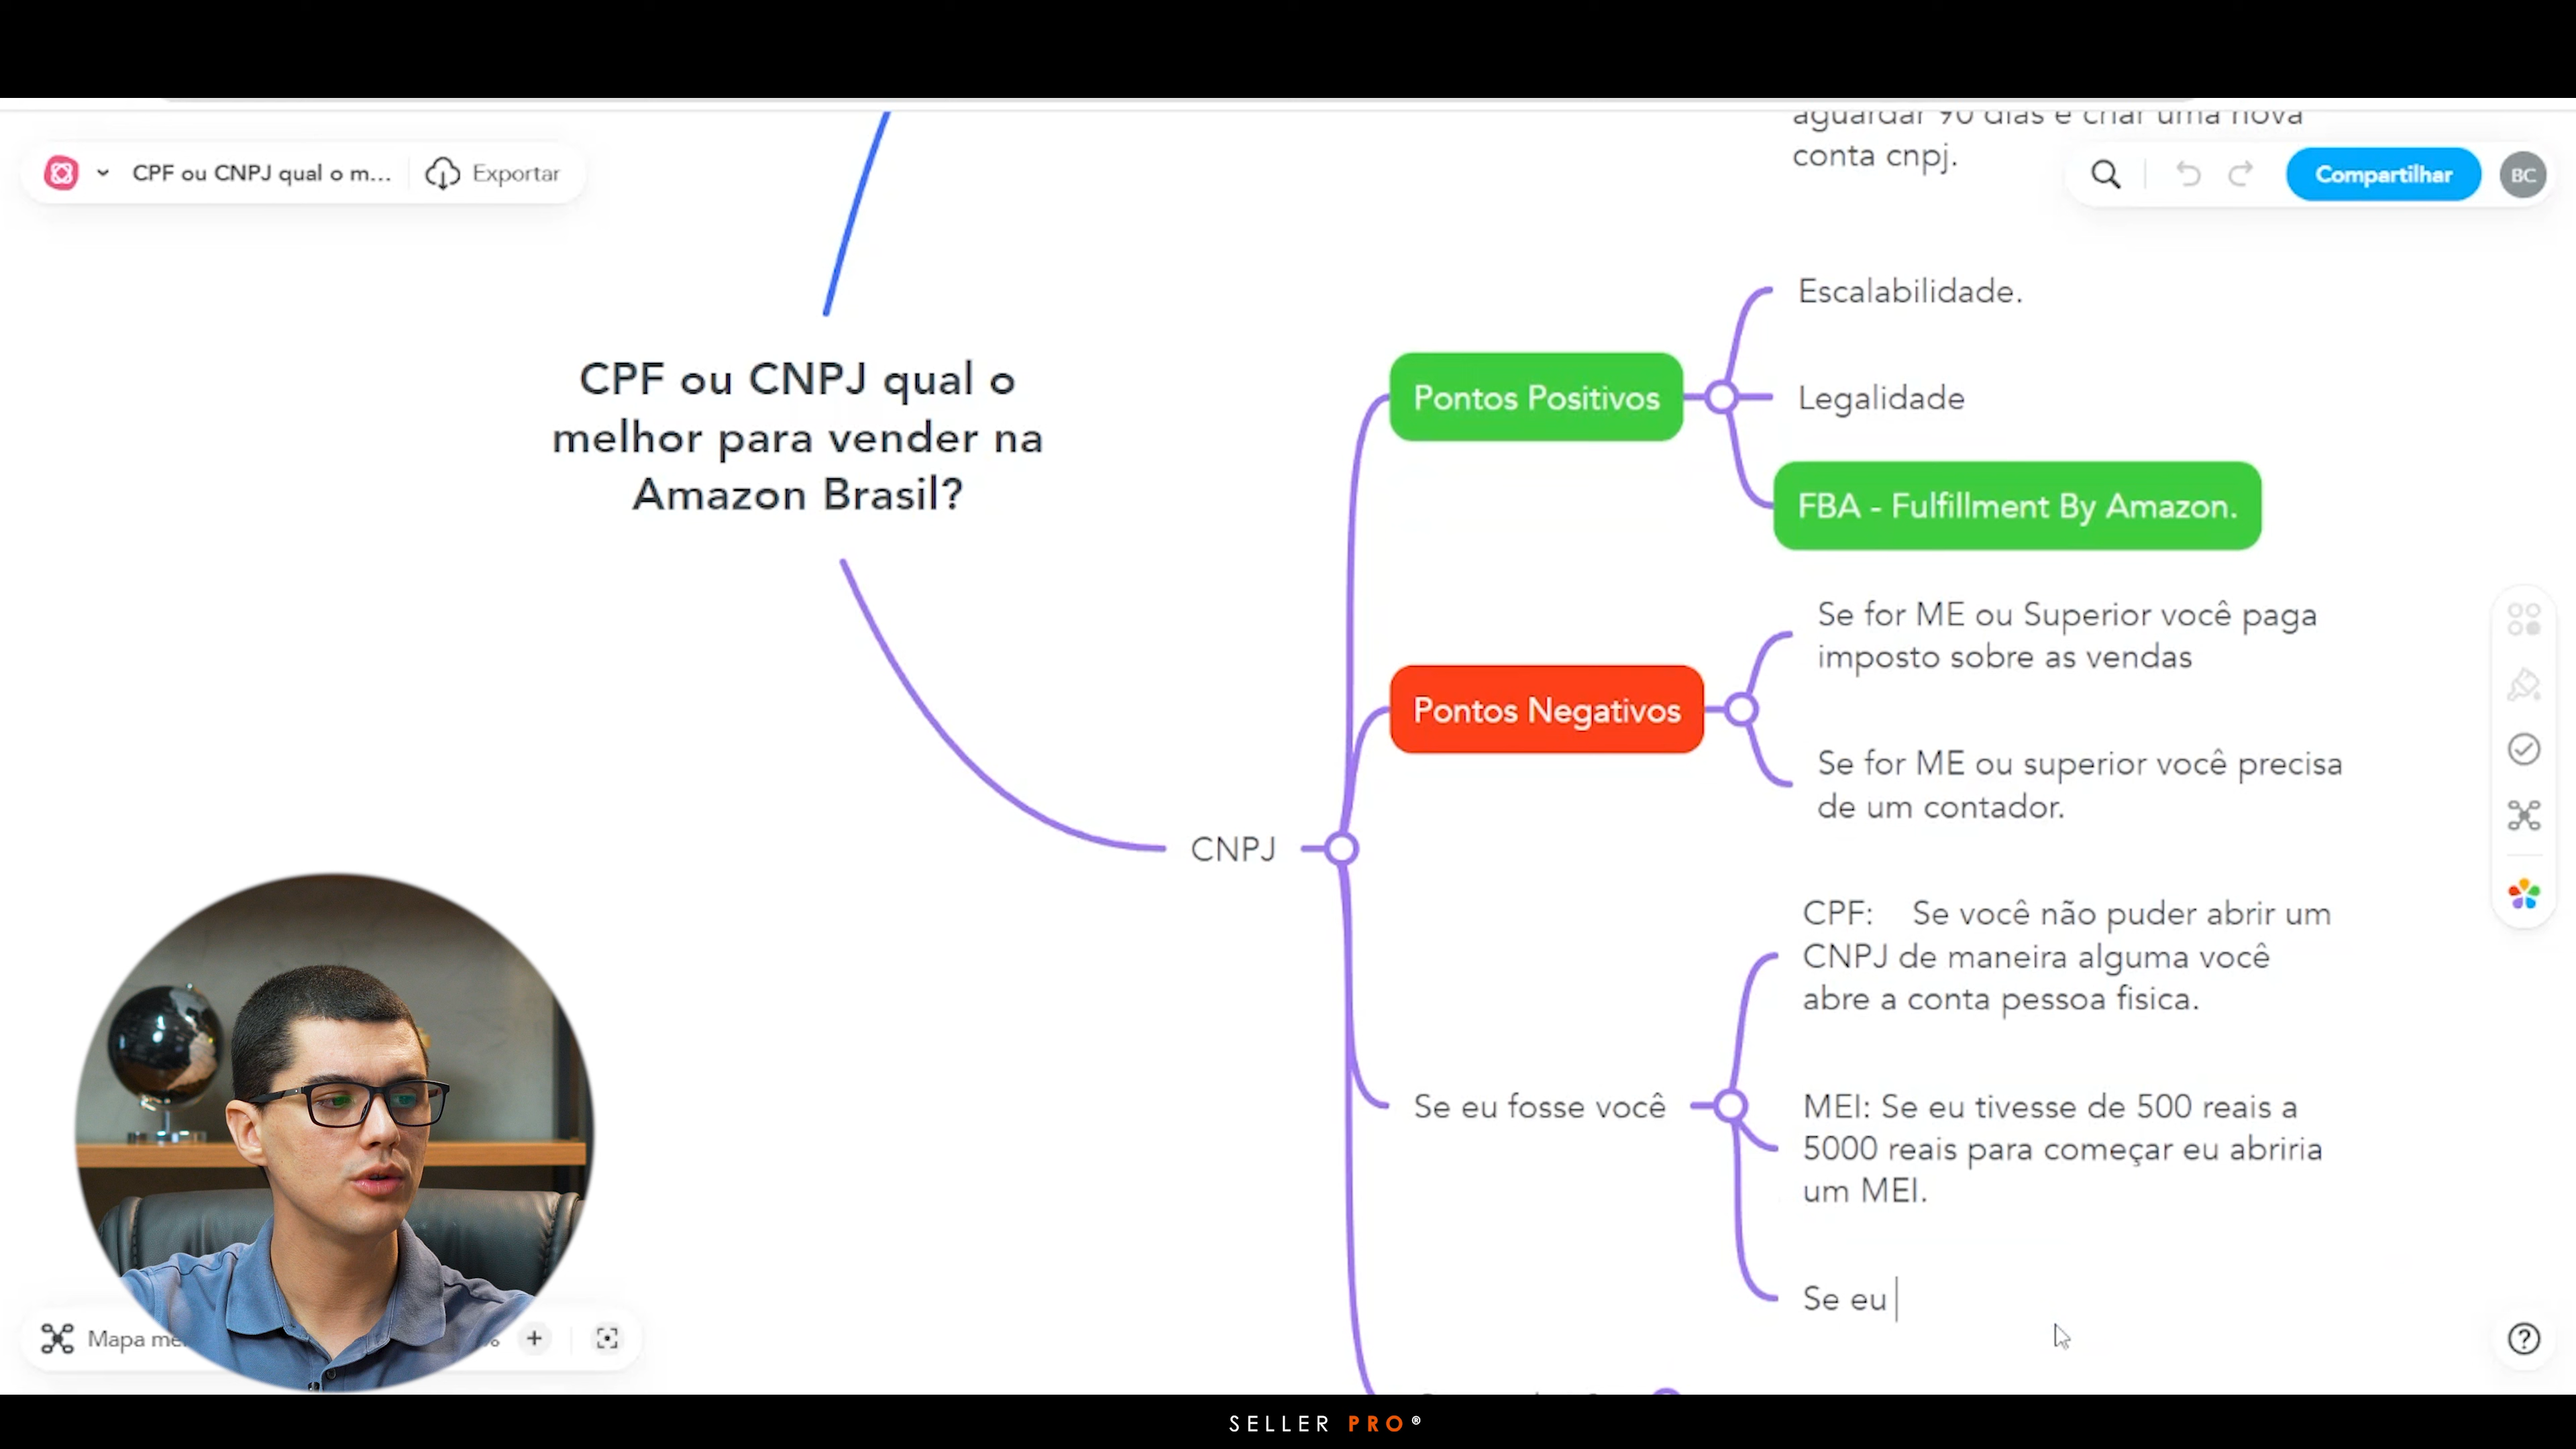 aguardar 90 dias e criar uma nova
conta cnpj.
CPF ou CNPJ qual o m...
Exportar
Compartilhar
BC
CPF ou CNPJ qual o
melhor para vender na
Amazon Brasil?
Pontos Positivos
Escalabilidade.
Legalidade
FBA - Fulfillment By Amazon.
Pontos Negativos
Se for ME ou Superior você paga
imposto sobre as vendas
Se for ME ou superior você precisa
de um contador.
CNPJ
Se eu fosse você
CPF: Se você não puder abrir um
CNPJ de maneira alguma você
abre a conta pessoa fisica.
MEI: Se eu tivesse de 500 reais a
5000 reais para começar eu abriria
um MEI.
Se eu
Mapa me
%
SELLER PRO®